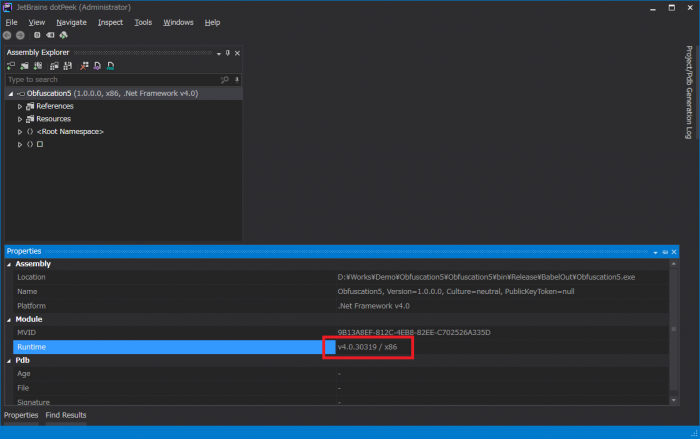 JetBrains dotPeek (Administrator)
File View Navigate Inspect Tools Windows Help
Assembly Explorer
Type to search
Obfuscation5 (1.0.0.0, x86, .Net Framework v4.0)
References
Resources
<Root Namespace>
Project/Pdb Generation Log
Properties
Assembly
Location D:¥Works¥Demo¥Obfuscation5¥Obfuscation5¥bin¥Release¥BabelOut¥Obfuscation5.exe
Name Obfuscation5, Version=1.0.0.0, Culture=neutral, PublicKeyToken=null
Platform .Net Framework v4.0
Module
MVID 9B13A8EF-812C-4EB8-82EE-C702526A335D
Runtime v4.0.30319 / x86
Pdb
Age -
File -
Signature -
Properties Find Results